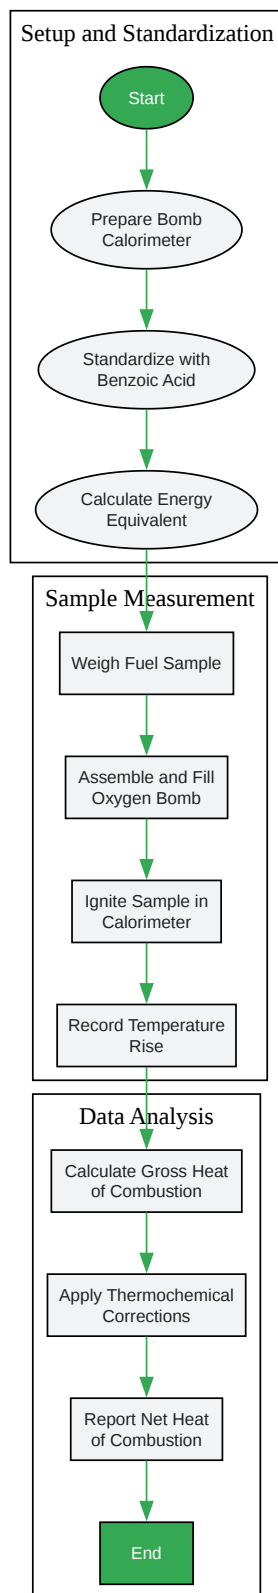 Setup and Standardization
Start
Prepare Bomb
Calorimeter
Standardize with
Benzoic Acid
Calculate Energy
Equivalent
Sample Measurement
Weigh Fuel Sample
Assemble and Fill
Oxygen Bomb
Ignite Sample in
Calorimeter
Record Temperature
Rise
Data Analysis
Calculate Gross Heat
of Combustion
Apply Thermochemical
Corrections
Report Net Heat
of Combustion
End